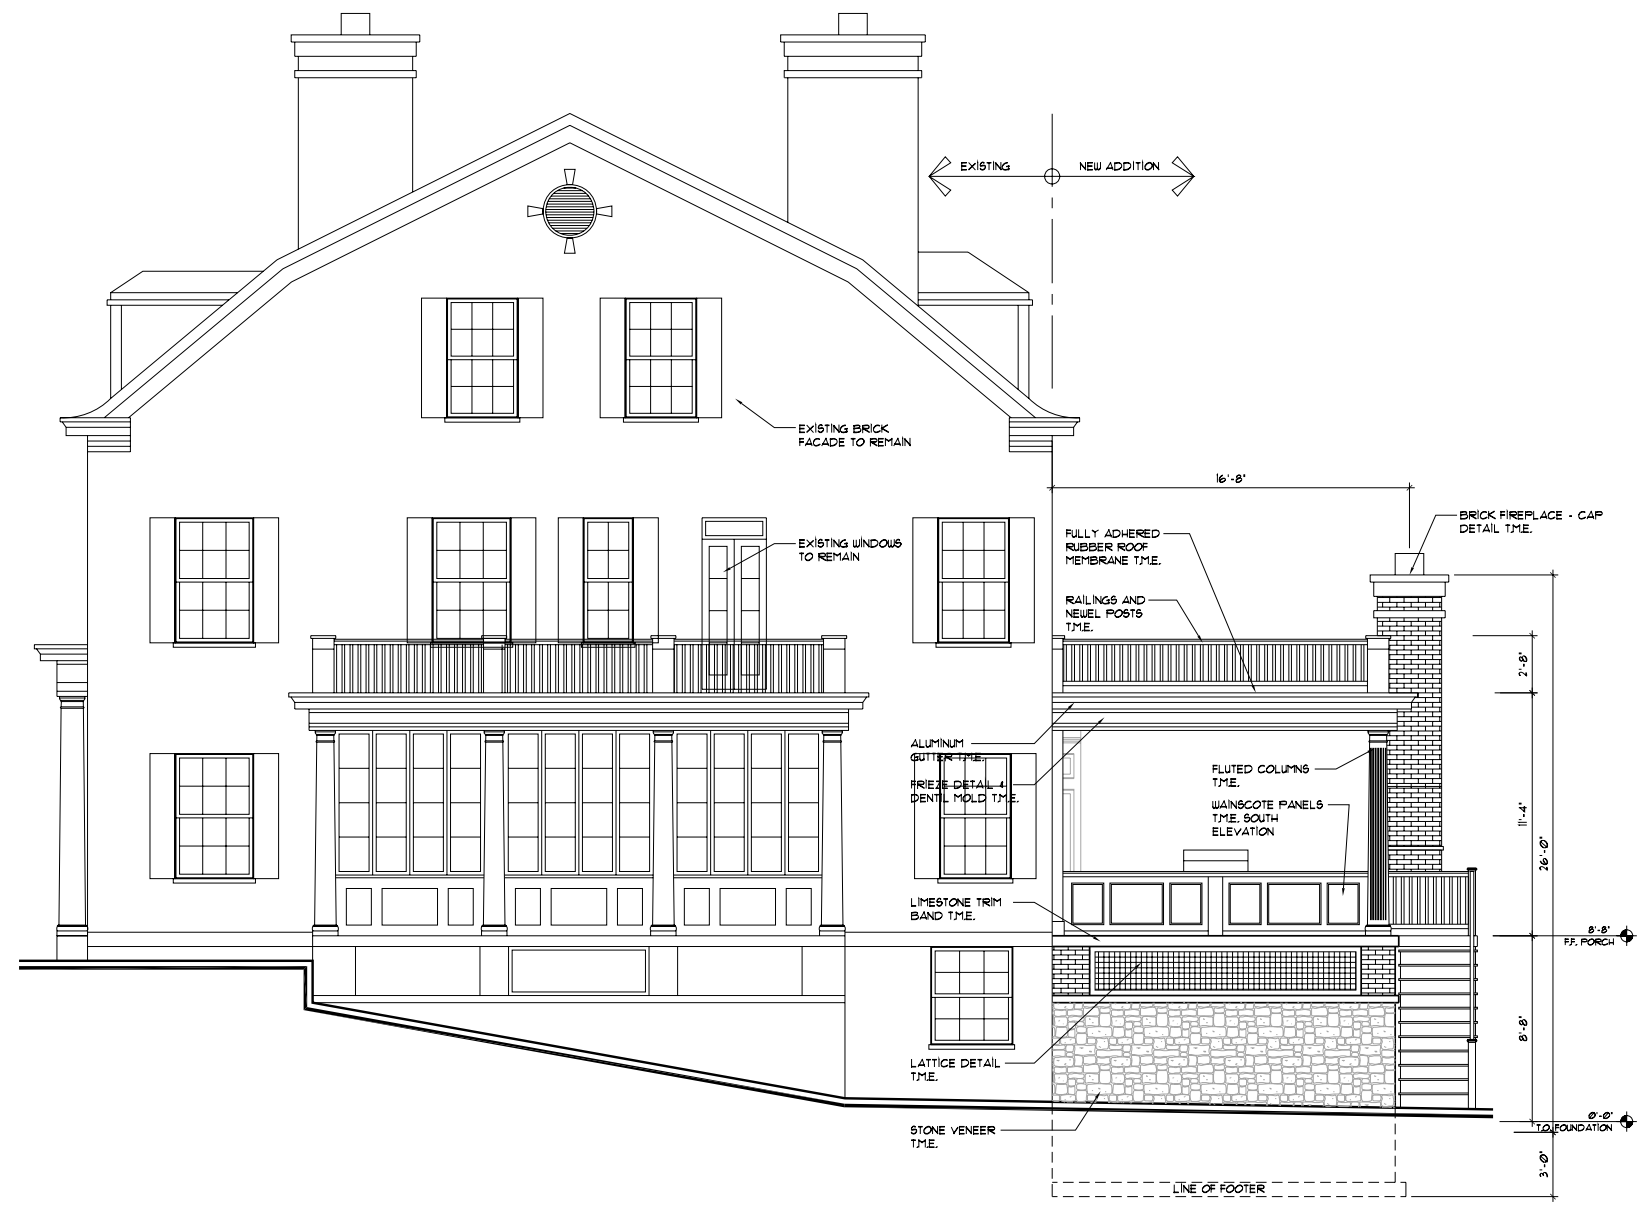 EXISTING
NEW ADDITION
EXISTING BRICK
FACADE TO REMAIN
16'-8"
BRICK FIREPLACE - CAP
DETAIL T.M.E.
FULLY ADHERED
RUBBER ROOF
MEMBRANE T.M.E.
EXISTING WINDOWS
TO REMAIN
RAILINGS AND
NEWEL POSTS
T.M.E.
2'-8"
ALUMINUM
GUTTER T.M.E.
FRIEZE DETAIL &
DENTIL MOLD T.M.E.
FLUTED COLUMNS
T.M.E.
WAINSCOTE PANELS
T.M.E. SOUTH
ELEVATION
11'-4"
26'-0"
LIMESTONE TRIM
BAND T.M.E.
8'-8"
F.F. PORCH
8'-8"
LATTICE DETAIL
T.M.E.
STONE VENEER
T.M.E.
0'-0"
T.O. FOUNDATION
3'-0"
LINE OF FOOTER